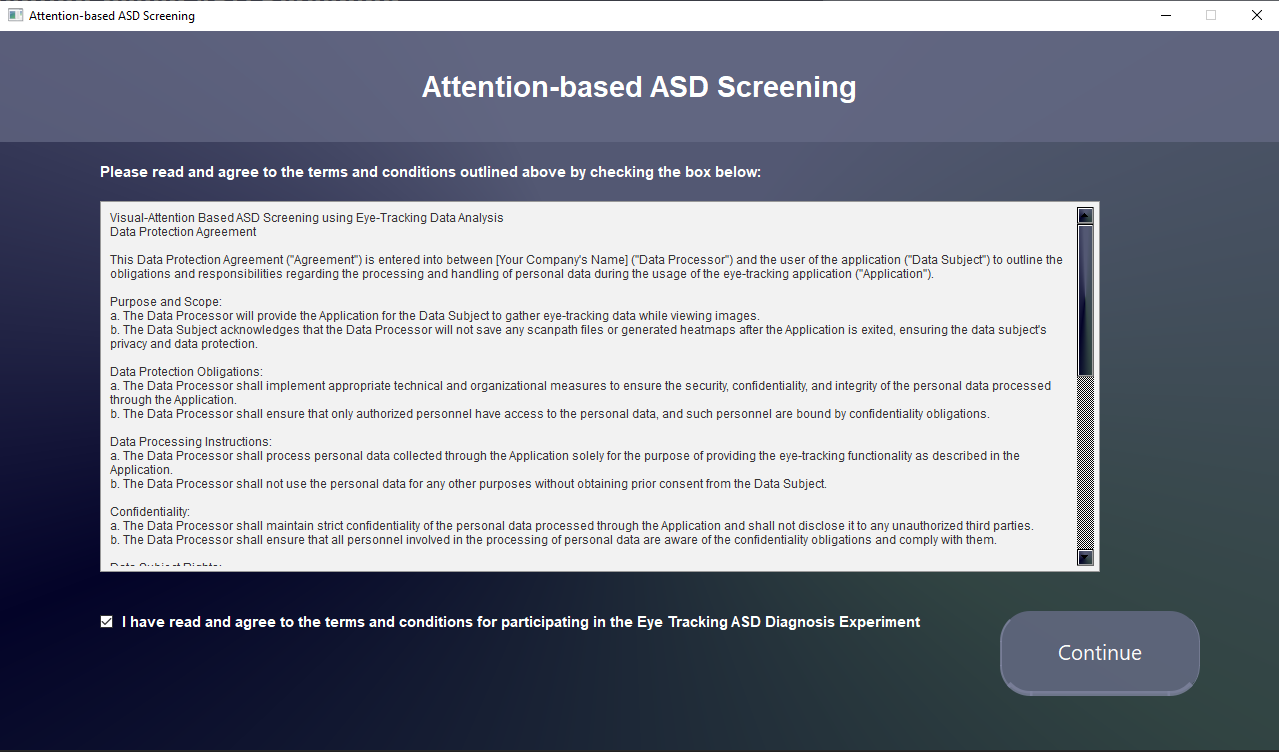 Attention-based ASD Screening
Attention-based ASD Screening
Please read and agree to the terms and conditions outlined above by checking the box below:
Visual-Attention Based ASD Screening using Eye-Tracking Data Analysis
Data Protection Agreement
This Data Protection Agreement ("Agreement") is entered into between [Your Company's Name] ("Data Processor") and the user of the application ("Data Subject") to outline the
obligations and responsibilities regarding the processing and handling of personal data during the usage of the eye-tracking application ("Application").
Purpose and Scope:
a. The Data Processor will provide the Application for the Data Subject to gather eye-tracking data while viewing images.
b. The Data Subject acknowledges that the Data Processor will not save any scanpath files or generated heatmaps after the Application is exited, ensuring the data subject's
privacy and data protection.
Data Protection Obligations:
a. The Data Processor shall implement appropriate technical and organizational measures to ensure the security, confidentiality, and integrity of the personal data processed
through the Application.
b. The Data Processor shall ensure that only authorized personnel have access to the personal data, and such personnel are bound by confidentiality obligations.
Data Processing Instructions:
a. The Data Processor shall process personal data collected through the Application solely for the purpose of providing the eye-tracking functionality as described in the
Application.
b. The Data Processor shall not use the personal data for any other purposes without obtaining prior consent from the Data Subject.
Confidentiality:
a. The Data Processor shall maintain strict confidentiality of the personal data processed through the Application and shall not disclose it to any unauthorized third parties.
b. The Data Processor shall ensure that all personnel involved in the processing of personal data are aware of the confidentiality obligations and comply with them.
Data Subject Rights:
I have read and agree to the terms and conditions for participating in the Eye Tracking ASD Diagnosis Experiment
Continue